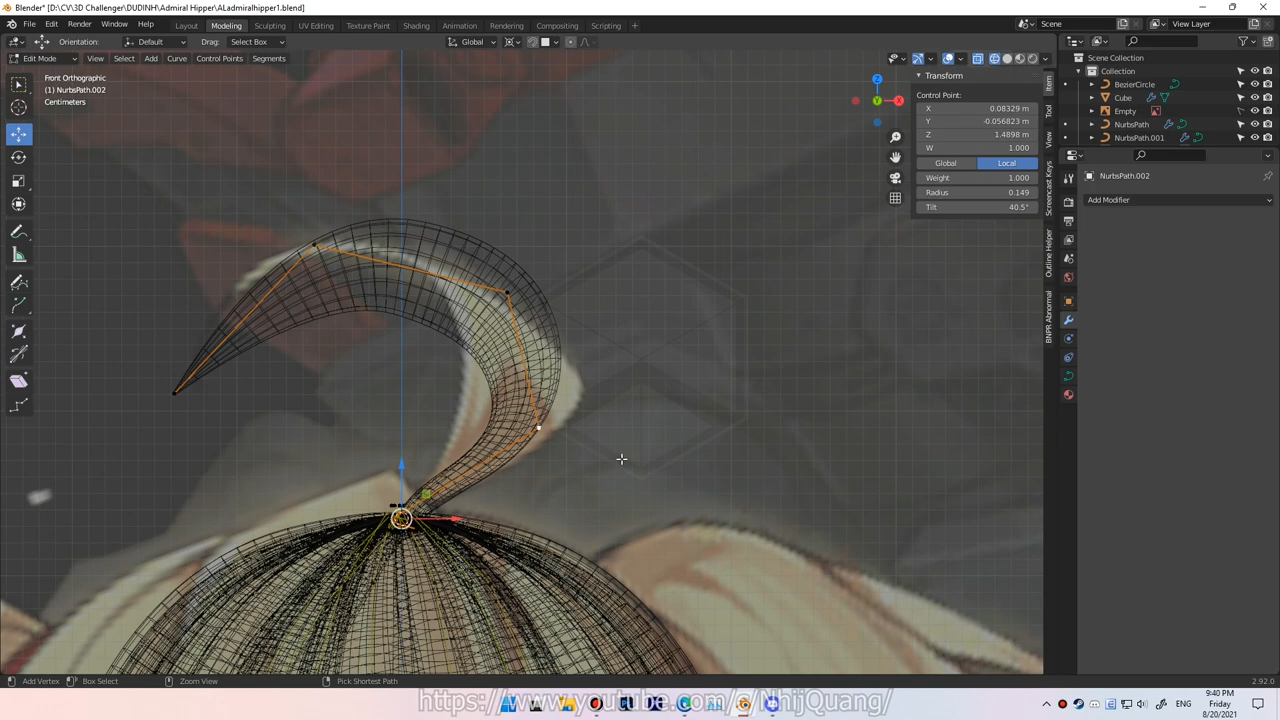 Blender* [D:\CV\3D Challenger\DUDINH\Admiral Hipper\ALadmiralhipper1.blend]
File Edit Render Window Help Layout Modeling Sculpting UV Editing Texture Paint Shading Animation Rendering Compositing Scripting + Scene View Layer
Orientation: Default Drag: Select Box Global
Edit Mode View Select Add Curve Control Points Segments
Front Orthographic
(1) NurbsPath.002
Centimeters
Z
X
Y
Transform
Control Point:
X 0.08329 m
Y -0.056823 m
Z 1.4898 m
W 1.000
Global Local
Weight 1.000
Radius 0.149
Tilt 40.5°
Item
Tool
View
Screencast Keys
Outline Helper
BNPR Abnormal
Scene Collection
Collection
BezierCircle
Cube
Empty
NurbsPath
NurbsPath.001
NurbsPath.002
Add Modifier
Add Vertex Box Select Zoom View Pick Shortest Path 2.92.0
https://www.youtube.com/c/NhijQuang/
ENG
9:40 PM
Friday
8/20/2021